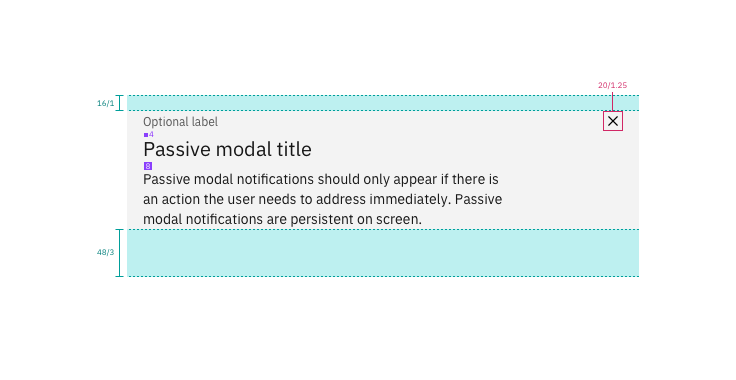 20/1.25
16/1
Optional label
4
Passive modal title
8
Passive modal notifications should only appear if there is
an action the user needs to address immediately. Passive
modal notifications are persistent on screen.
48/3